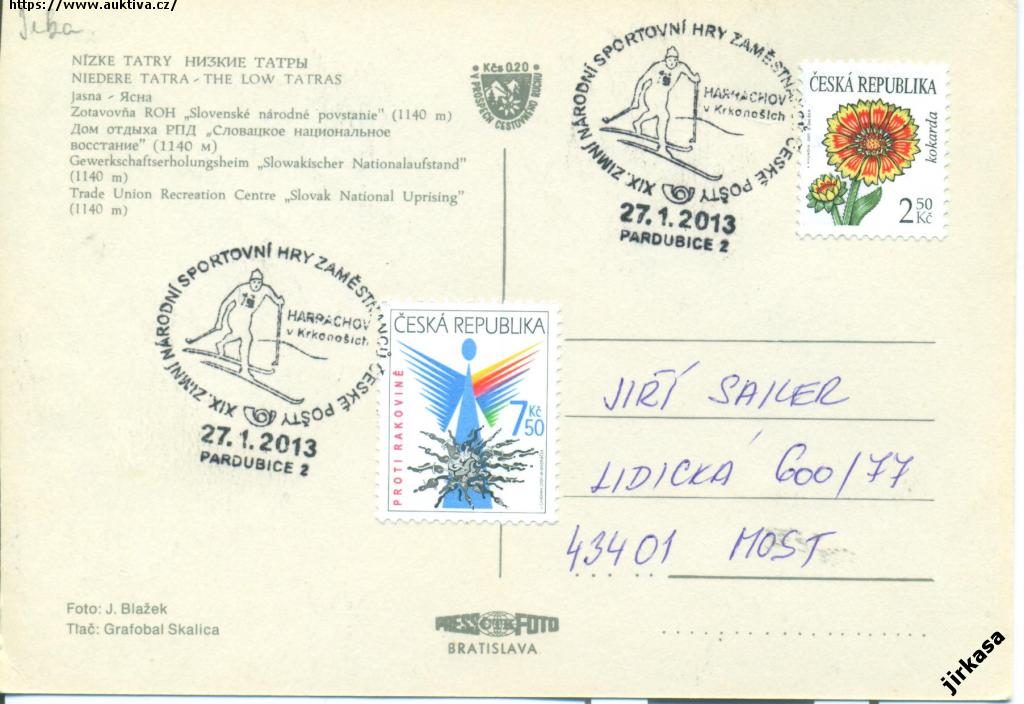 https://www.auktiva.cz/
NÍZKE TATRY НИЗКИЕ ТАТРЫ
NIEDERE TATRA - THE LOW TATRAS
Jasna - Ясна
Zotavovňa ROH „Slovenské národné povstanie" (1140 m)
Дом отдыха РПД „Словацкое национальное
восстание" (1140 м)
Gewerkschaftserholungsheim „Slowakischer Nationalaufstand"
(1140 m)
Trade Union Recreation Centre „Slovak National Uprising"
(1140 m)
Kčs 0.20
V PROSPĚCH CESTOVNÍHO RUCHU
XIX. ZIMNÍ NÁRODNÍ SPORTOVNÍ HRY ZAMĚSTNANCŮ ČESKÉ POŠTY
HARRACHOV
v Krkonoších
27.1.2013
PARDUBICE 2
ČESKÁ REPUBLIKA
kokarda
2 50 Kč
XIX. ZIMNÍ NÁRODNÍ SPORTOVNÍ HRY ZAMĚSTNANCŮ ČESKÉ POŠTY
HARRACHOV
v Krkonoších
27.1.2013
PARDUBICE 2
ČESKÁ REPUBLIKA
PROTI RAKOVINĚ
7 50 Kč
JIŘÍ SAILER
LIDICKÁ 600/77
43401 MOST
Foto: J. Blažek
Tlač: Grafobal Skalica
PRESSFOTO
BRATISLAVA
jirkasa